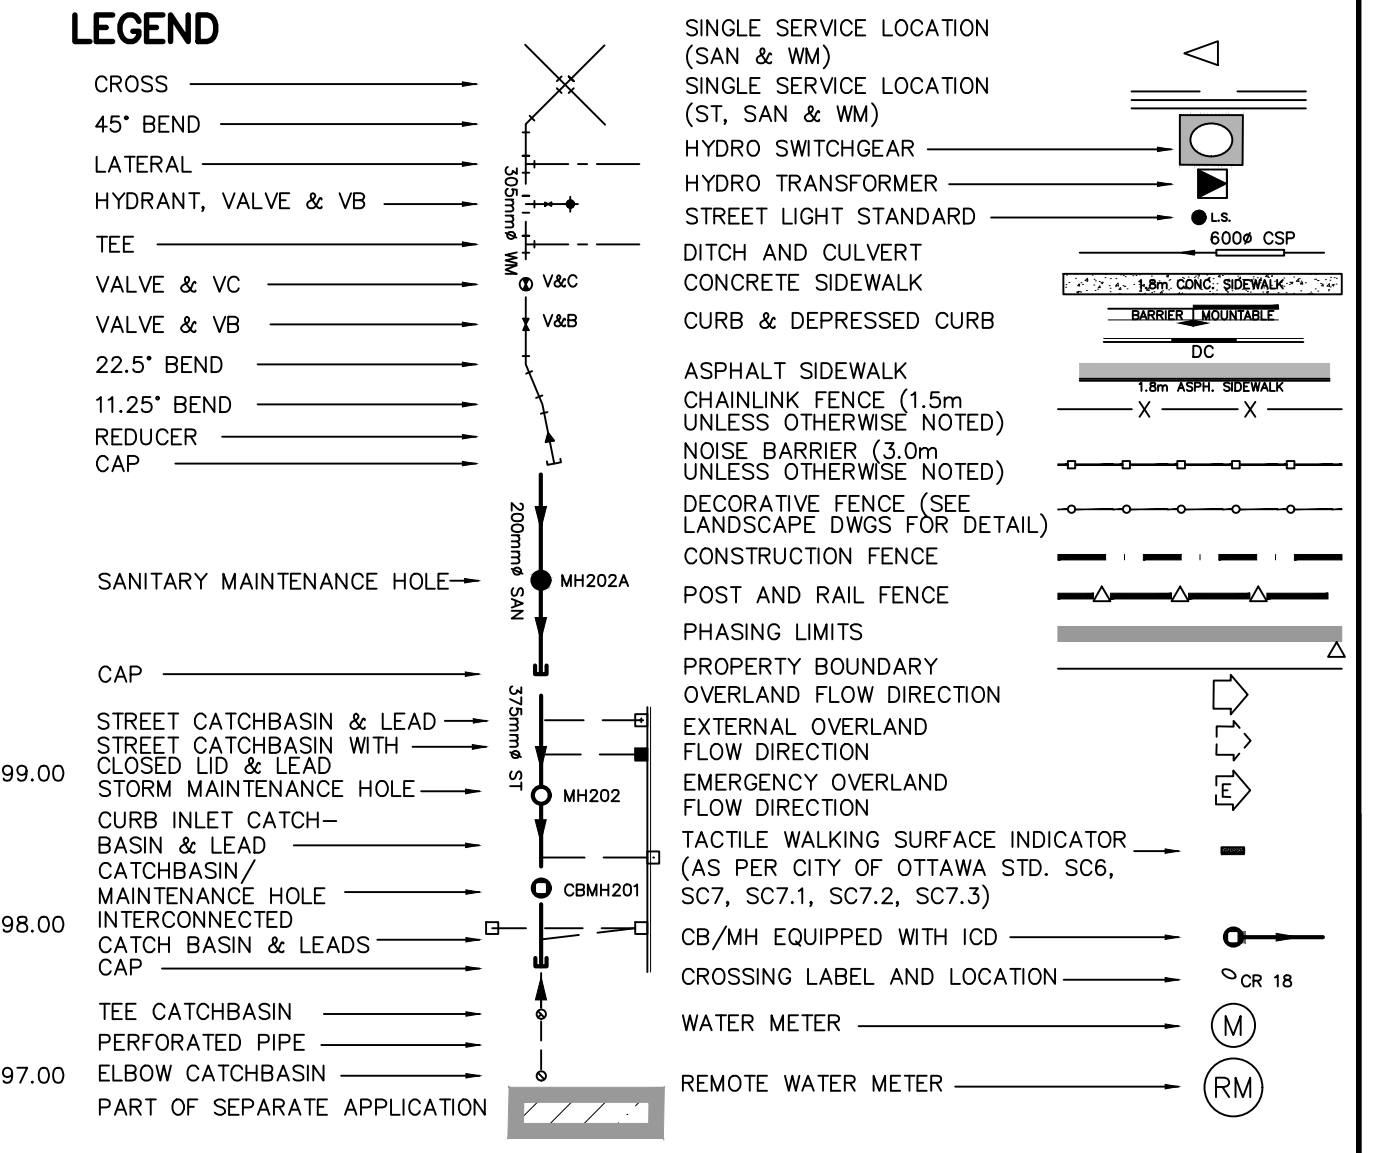 LEGEND
CROSS
45° BEND
LATERAL
HYDRANT, VALVE & VB
TEE
VALVE & VC
VALVE & VB
22.5° BEND
11.25° BEND
REDUCER
CAP
SANITARY MAINTENANCE HOLE
CAP
STREET CATCHBASIN & LEAD
STREET CATCHBASIN WITH
CLOSED LID & LEAD
99.00
STORM MAINTENANCE HOLE
CURB INLET CATCH-
BASIN & LEAD
CATCHBASIN/
MAINTENANCE HOLE
98.00
INTERCONNECTED
CATCH BASIN & LEADS
CAP
TEE CATCHBASIN
PERFORATED PIPE
97.00
ELBOW CATCHBASIN
PART OF SEPARATE APPLICATION
305mmø WM
V&C
V&B
200mmø SAN
MH202A
375mmø ST
MH202
CBMH201
SINGLE SERVICE LOCATION
(SAN & WM)
SINGLE SERVICE LOCATION
(ST, SAN & WM)
HYDRO SWITCHGEAR
HYDRO TRANSFORMER
STREET LIGHT STANDARD
L.S.
DITCH AND CULVERT
600ø CSP
CONCRETE SIDEWALK
1.8m CONC. SIDEWALK
CURB & DEPRESSED CURB
BARRIER MOUNTABLE
DC
ASPHALT SIDEWALK
1.8m ASPH. SIDEWALK
CHAINLINK FENCE (1.5m
UNLESS OTHERWISE NOTED)
X X
NOISE BARRIER (3.0m
UNLESS OTHERWISE NOTED)
DECORATIVE FENCE (SEE
LANDSCAPE DWGS FOR DETAIL)
CONSTRUCTION FENCE
POST AND RAIL FENCE
PHASING LIMITS
PROPERTY BOUNDARY
OVERLAND FLOW DIRECTION
EXTERNAL OVERLAND
FLOW DIRECTION
EMERGENCY OVERLAND
FLOW DIRECTION
E
TACTILE WALKING SURFACE INDICATOR
(AS PER CITY OF OTTAWA STD. SC6,
SC7, SC7.1, SC7.2, SC7.3)
CB/MH EQUIPPED WITH ICD
CROSSING LABEL AND LOCATION
CR 18
WATER METER
M
REMOTE WATER METER
RM